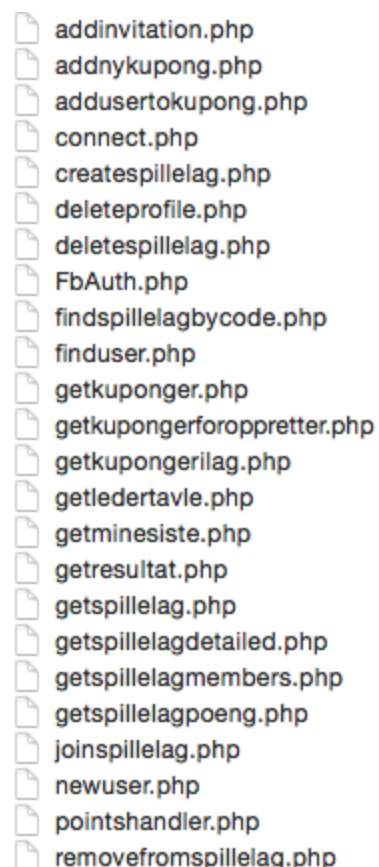 addinvitation.php
addnykupong.php
addusertokupong.php
connect.php
createspillelag.php
deleteprofile.php
deletespillelag.php
FbAuth.php
findspillelagbycode.php
finduser.php
getkuponger.php
getkupongerforoppretter.php
getkupongerilag.php
getledertavle.php
getminesiste.php
getresultat.php
getspillelag.php
getspillelagdetailed.php
getspillelagmembers.php
getspillelagpoeng.php
joinspillelag.php
newuser.php
pointshandler.php
removefromspillelag.php